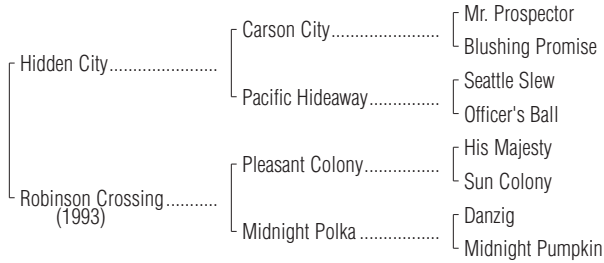 Mr. Prospector
Carson City
Blushing Promise
Hidden City
Seattle Slew
Pacific Hideaway
Officer's Ball
His Majesty
Pleasant Colony
Sun Colony
Robinson Crossing
(1993)
Danzig
Midnight Polka
Midnight Pumpkin